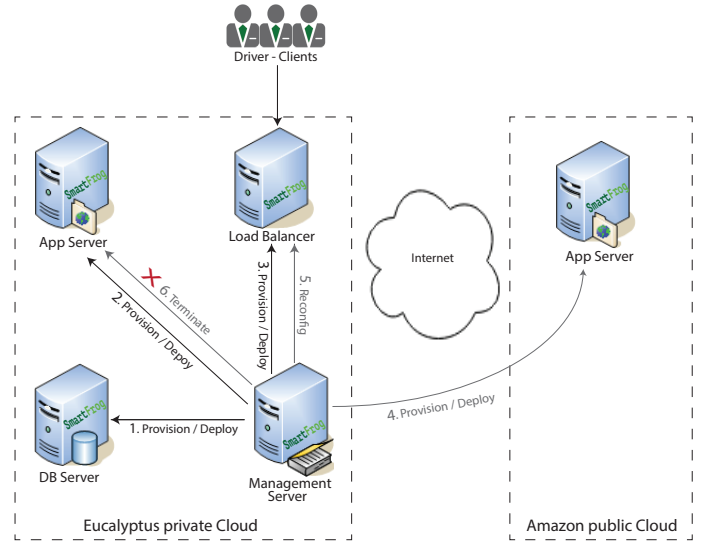 Driver - Clients
SmartFrog
SmartFrog
SmartFrog
App Server
Load Balancer
App Server
Internet
6. Terminate
2. Provision / Depoy
3. Provision / Deploy
5. Reconfig
4. Provision / Deploy
SmartFrog
SmartFrog
1. Provision / Deploy
DB Server
Management
Server
Eucalyptus private Cloud
Amazon public Cloud